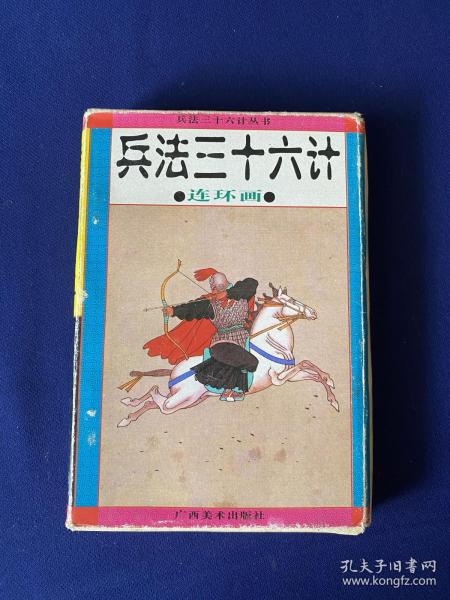 兵法三十六计丛书
兵法三十六计
●连环画●
广西美术出版社
孔夫子旧书网
www.kongfz.com